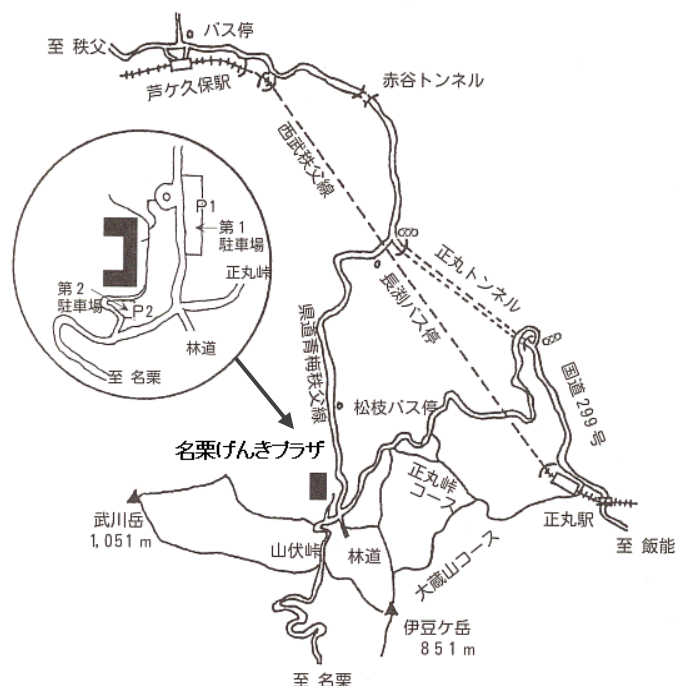 バス停
至 秩父
芦ケ久保駅
赤谷トンネル
西武秩父線
P1
第1
駐車場
正丸峠
第2
駐車場
P2
林道
至 名栗
正丸トンネル
長渕バス停
県道青梅秩父線
国道299号
松枝バス停
名栗げんきプラザ
正丸峠
コース
武川岳
1,051m
山伏峠
林道
大蔵山コース
正丸駅
至 飯能
伊豆ケ岳
851m
至 名栗